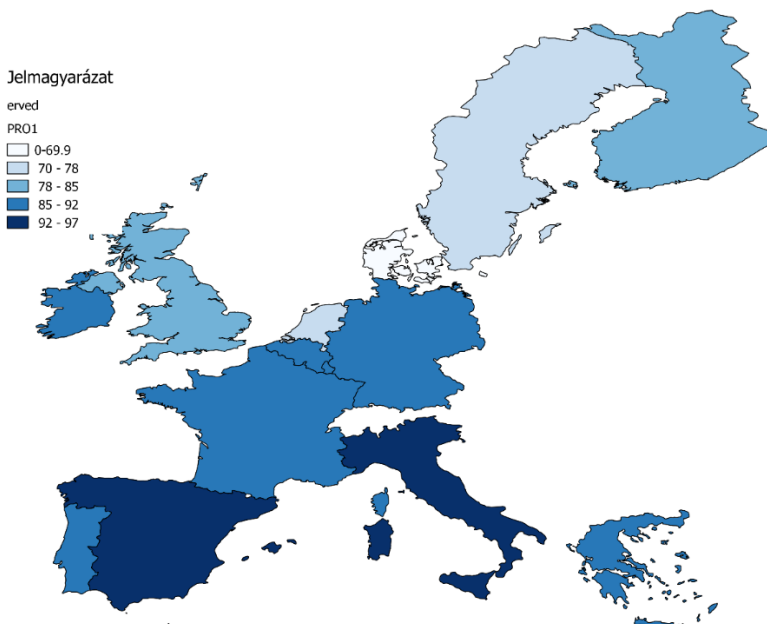 Jelmagyarázat
erved
PRO1
0-69.9
70 - 78
78 - 85
85 - 92
92 - 97